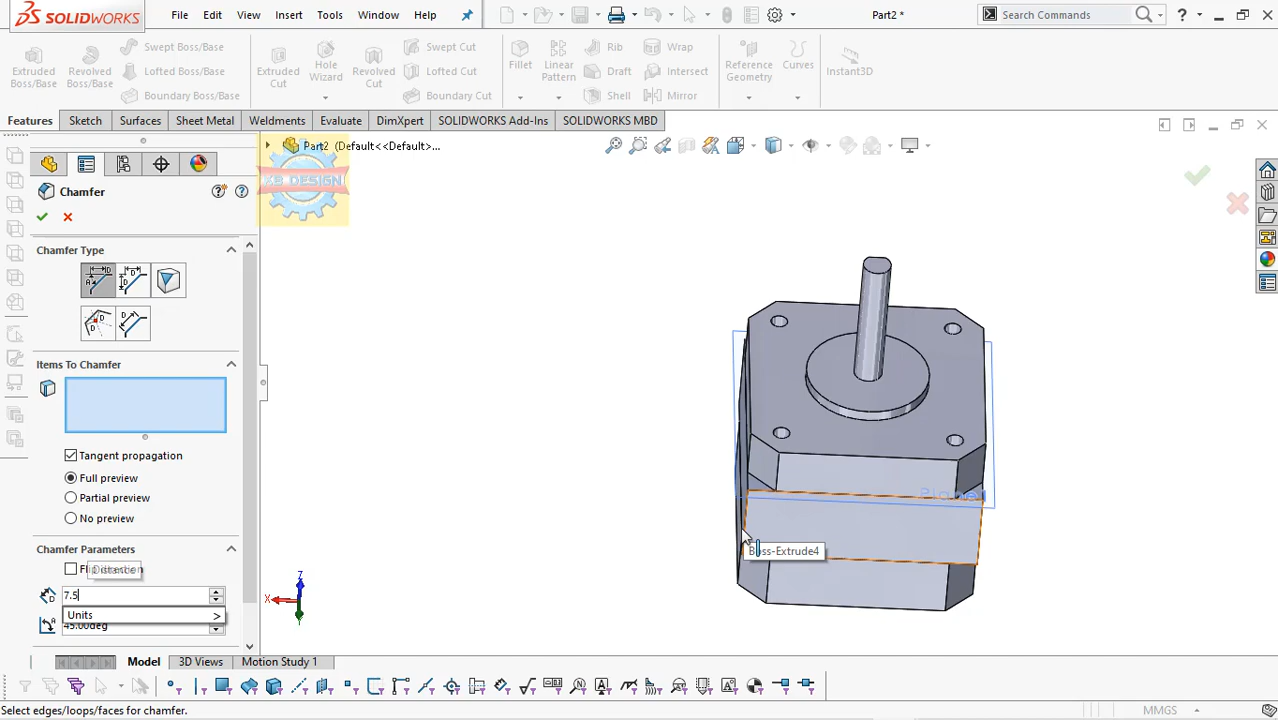 SOLIDWORKS File Edit View Insert Tools Window Help Part2 * Search Commands ?
Extruded Boss/Base Revolved Boss/Base Swept Boss/Base Lofted Boss/Base Boundary Boss/Base Extruded Cut Hole Wizard Revolved Cut Swept Cut Lofted Cut Boundary Cut Fillet Linear Pattern Rib Draft Shell Wrap Intersect Mirror Reference Geometry Curves Instant3D
Features Sketch Surfaces Sheet Metal Weldments Evaluate DimXpert SOLIDWORKS Add-Ins SOLIDWORKS MBD
Part2 (Default<<Default>...
KB DESIGN
Chamfer
Chamfer Type
Items To Chamfer
Tangent propagation
Full preview
Partial preview
No preview
Chamfer Parameters
Distance
7.5
Units >
45.00deg
Plane1
Boss-Extrude4
Z
X
Model 3D Views Motion Study 1
Select edges/loops/faces for chamfer. MMGS